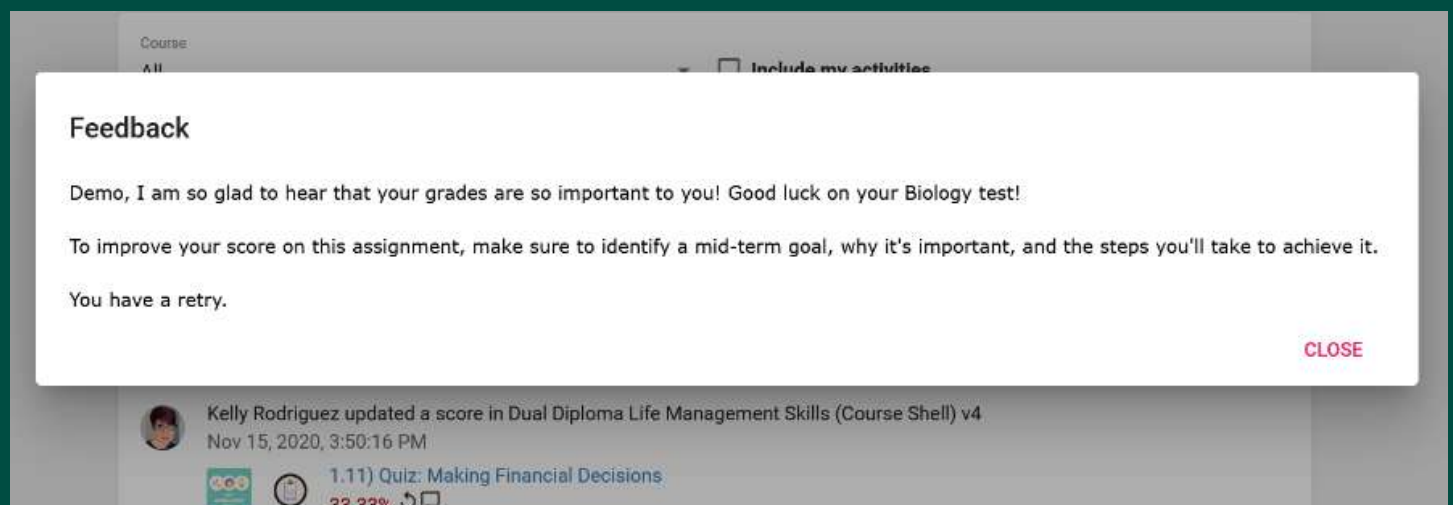 Course
All
Include my activities
Feedback
Demo, I am so glad to hear that your grades are so important to you! Good luck on your Biology test!
To improve your score on this assignment, make sure to identify a mid-term goal, why it's important, and the steps you'll take to achieve it.
You have a retry.
CLOSE
Kelly Rodriguez updated a score in Dual Diploma Life Management Skills (Course Shell) v4
Nov 15, 2020, 3:50:16 PM
1.11) Quiz: Making Financial Decisions
33.33%